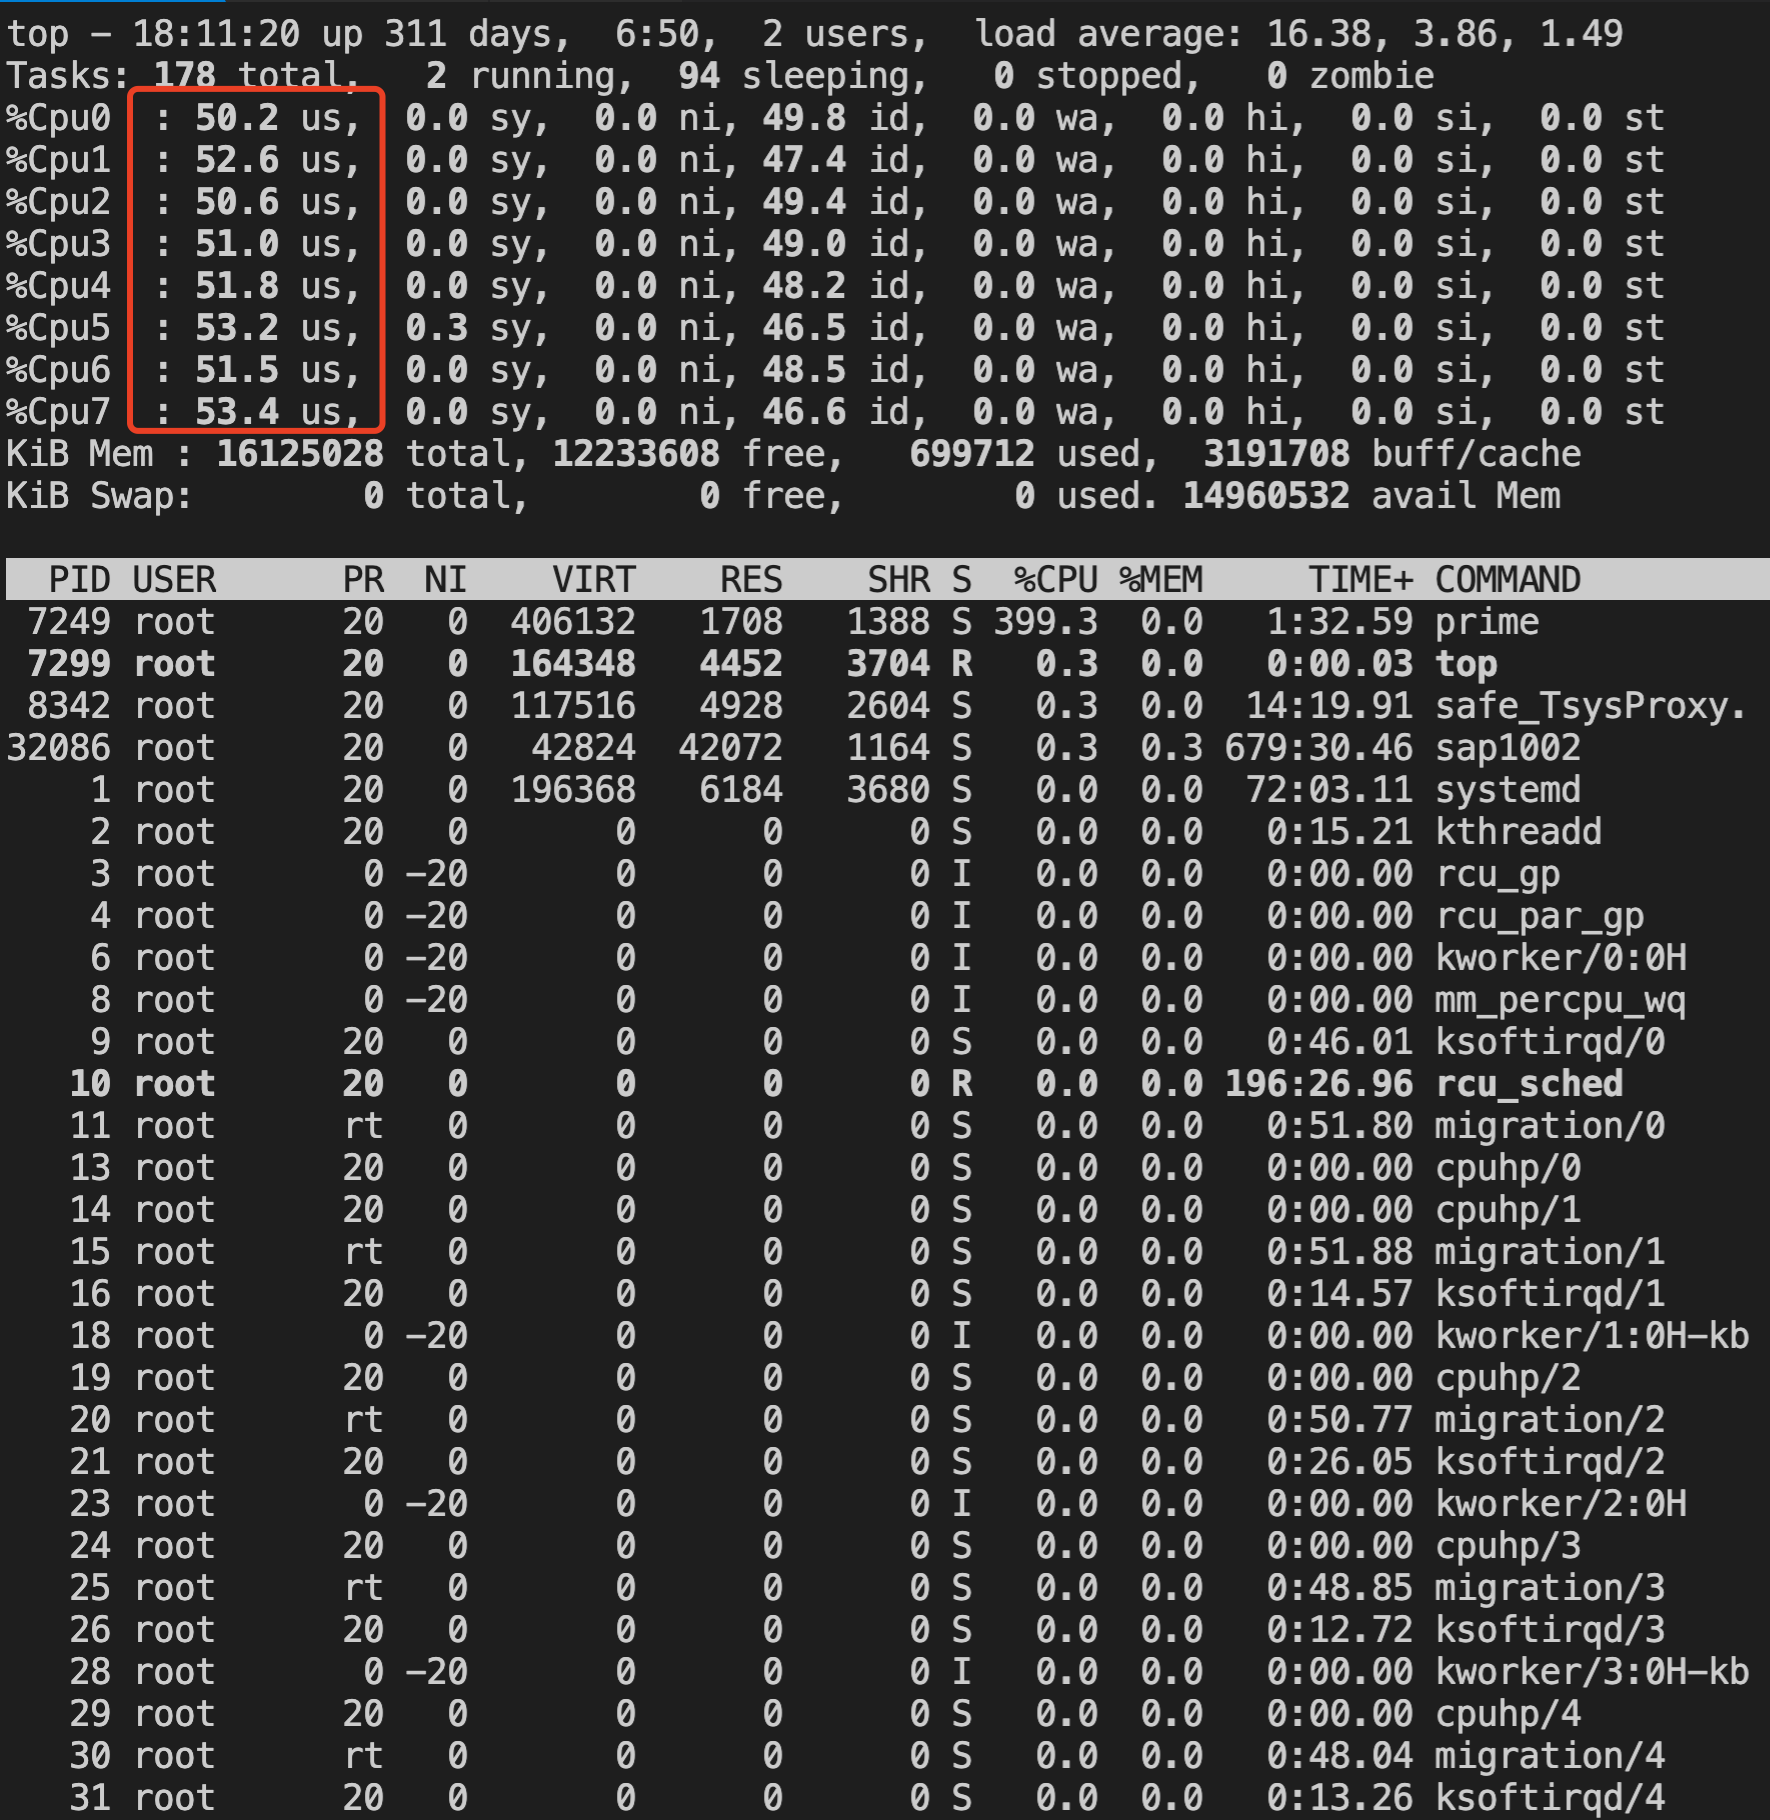 top - 18:11:20 up 311 days,  6:50,  2 users,  load average: 16.38, 3.86, 1.49
Tasks: 178 total,   2 running,  94 sleeping,   0 stopped,   0 zombie
%Cpu0  : 50.2 us,  0.0 sy,  0.0 ni, 49.8 id,  0.0 wa,  0.0 hi,  0.0 si,  0.0 st
%Cpu1  : 52.6 us,  0.0 sy,  0.0 ni, 47.4 id,  0.0 wa,  0.0 hi,  0.0 si,  0.0 st
%Cpu2  : 50.6 us,  0.0 sy,  0.0 ni, 49.4 id,  0.0 wa,  0.0 hi,  0.0 si,  0.0 st
%Cpu3  : 51.0 us,  0.0 sy,  0.0 ni, 49.0 id,  0.0 wa,  0.0 hi,  0.0 si,  0.0 st
%Cpu4  : 51.8 us,  0.0 sy,  0.0 ni, 48.2 id,  0.0 wa,  0.0 hi,  0.0 si,  0.0 st
%Cpu5  : 53.2 us,  0.3 sy,  0.0 ni, 46.5 id,  0.0 wa,  0.0 hi,  0.0 si,  0.0 st
%Cpu6  : 51.5 us,  0.0 sy,  0.0 ni, 48.5 id,  0.0 wa,  0.0 hi,  0.0 si,  0.0 st
%Cpu7  : 53.4 us,  0.0 sy,  0.0 ni, 46.6 id,  0.0 wa,  0.0 hi,  0.0 si,  0.0 st
KiB Mem : 16125028 total, 12233608 free,   699712 used,  3191708 buff/cache
KiB Swap:        0 total,        0 free,        0 used. 14960532 avail Mem
  PID USER      PR  NI    VIRT    RES    SHR S  %CPU %MEM     TIME+ COMMAND
 7249 root      20   0  406132   1708   1388 S 399.3  0.0   1:32.59 prime
 7299 root      20   0  164348   4452   3704 R   0.3  0.0   0:00.03 top
 8342 root      20   0  117516   4928   2604 S   0.3  0.0  14:19.91 safe_TsysProxy.
32086 root      20   0   42824  42072   1164 S   0.3  0.3 679:30.46 sap1002
    1 root      20   0  196368   6184   3680 S   0.0  0.0  72:03.11 systemd
    2 root      20   0       0      0      0 S   0.0  0.0   0:15.21 kthreadd
    3 root       0 -20       0      0      0 I   0.0  0.0   0:00.00 rcu_gp
    4 root       0 -20       0      0      0 I   0.0  0.0   0:00.00 rcu_par_gp
    6 root       0 -20       0      0      0 I   0.0  0.0   0:00.00 kworker/0:0H
    8 root       0 -20       0      0      0 I   0.0  0.0   0:00.00 mm_percpu_wq
    9 root      20   0       0      0      0 S   0.0  0.0   0:46.01 ksoftirqd/0
   10 root      20   0       0      0      0 R   0.0  0.0 196:26.96 rcu_sched
   11 root      rt   0       0      0      0 S   0.0  0.0   0:51.80 migration/0
   13 root      20   0       0      0      0 S   0.0  0.0   0:00.00 cpuhp/0
   14 root      20   0       0      0      0 S   0.0  0.0   0:00.00 cpuhp/1
   15 root      rt   0       0      0      0 S   0.0  0.0   0:51.88 migration/1
   16 root      20   0       0      0      0 S   0.0  0.0   0:14.57 ksoftirqd/1
   18 root       0 -20       0      0      0 I   0.0  0.0   0:00.00 kworker/1:0H-kb
   19 root      20   0       0      0      0 S   0.0  0.0   0:00.00 cpuhp/2
   20 root      rt   0       0      0      0 S   0.0  0.0   0:50.77 migration/2
   21 root      20   0       0      0      0 S   0.0  0.0   0:26.05 ksoftirqd/2
   23 root       0 -20       0      0      0 I   0.0  0.0   0:00.00 kworker/2:0H
   24 root      20   0       0      0      0 S   0.0  0.0   0:00.00 cpuhp/3
   25 root      rt   0       0      0      0 S   0.0  0.0   0:48.85 migration/3
   26 root      20   0       0      0      0 S   0.0  0.0   0:12.72 ksoftirqd/3
   28 root       0 -20       0      0      0 I   0.0  0.0   0:00.00 kworker/3:0H-kb
   29 root      20   0       0      0      0 S   0.0  0.0   0:00.00 cpuhp/4
   30 root      rt   0       0      0      0 S   0.0  0.0   0:48.04 migration/4
   31 root      20   0       0      0      0 S   0.0  0.0   0:13.26 ksoftirqd/4